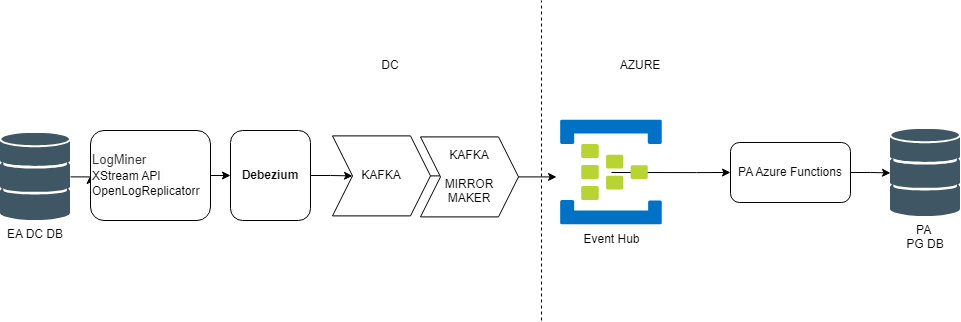 DC
AZURE
LogMiner
XStream API
OpenLogReplicatorr
Debezium
KAFKA
KAFKA
MIRROR
MAKER
PA Azure Functions
EA DC DB
Event Hub
PA
PG DB